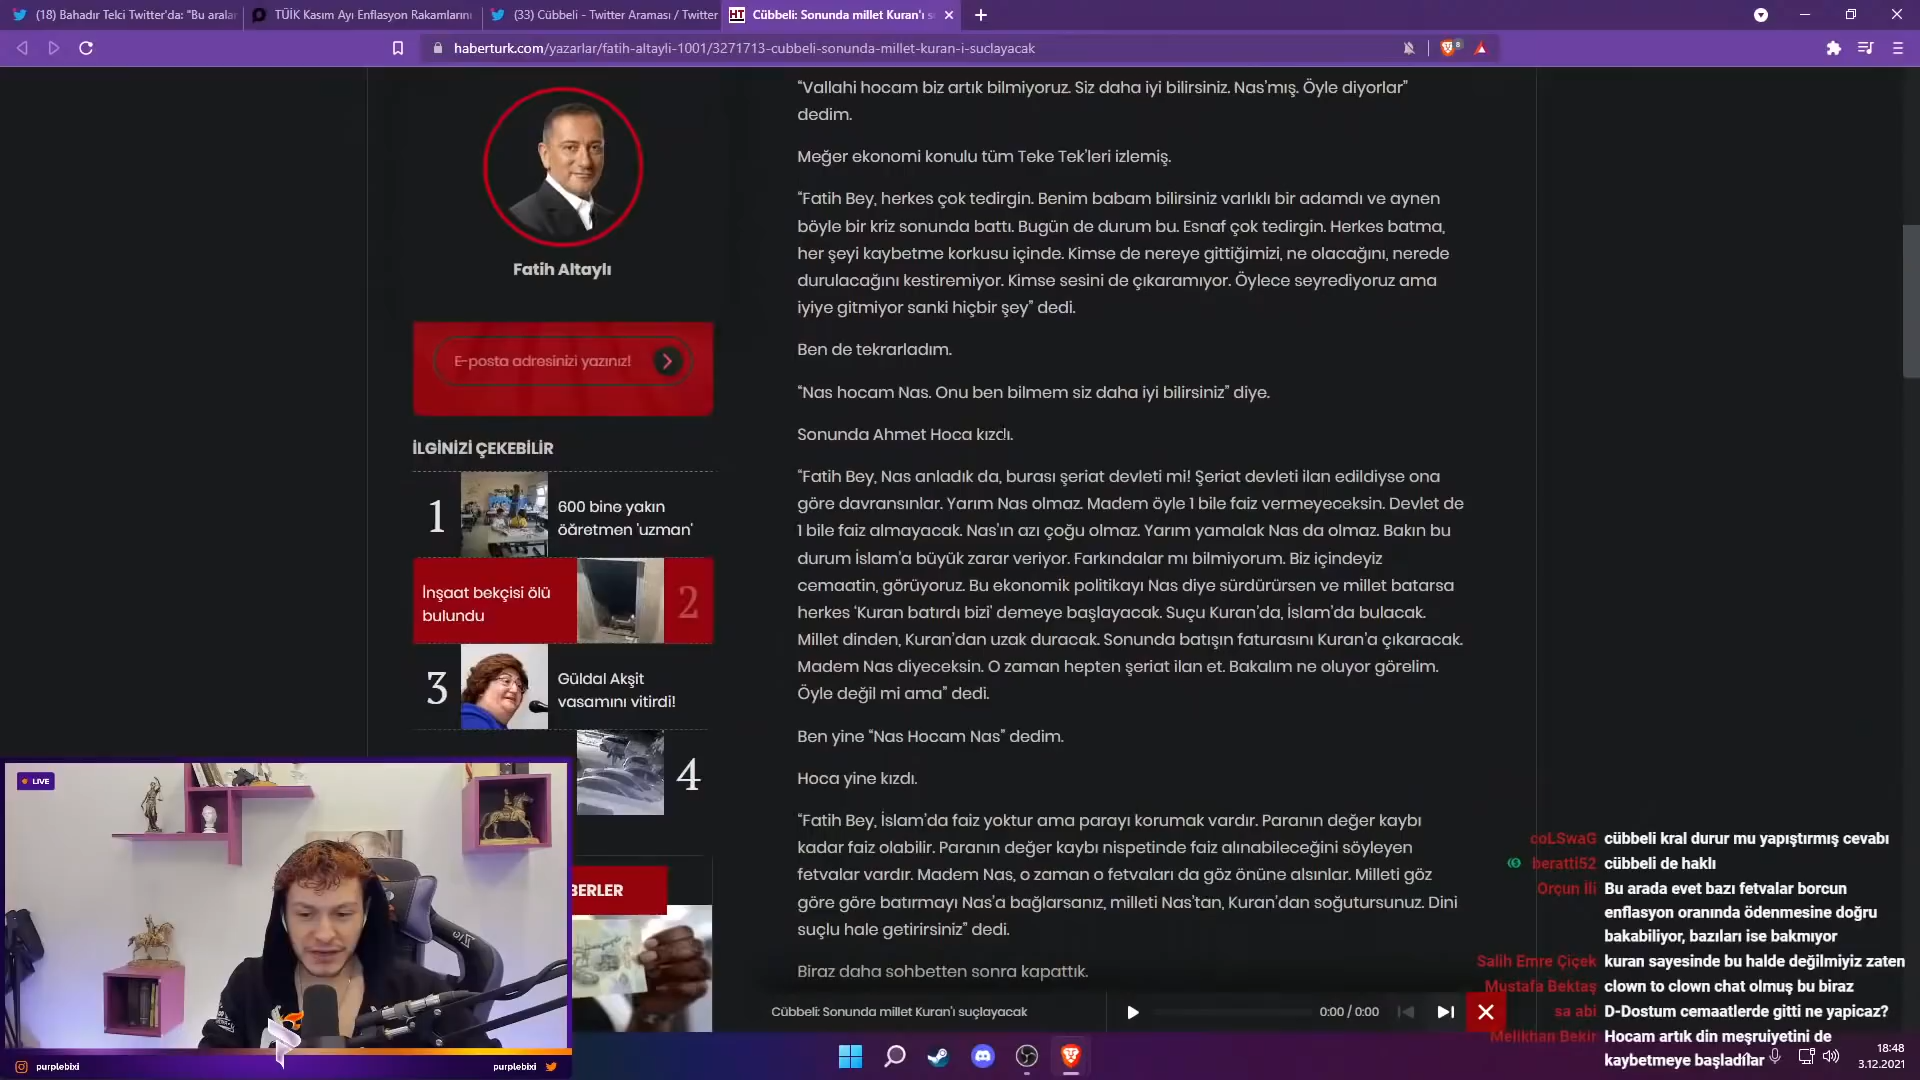 (18) Bahadır Telci Twitter'da: "Bu arala
TÜİK Kasım Ayı Enflasyon Rakamlarını
(33) Cübbeli - Twitter Araması / Twitter
HT Cübbeli: Sonunda millet Kuran'ı s
haberturk.com/yazarlar/fatih-altayli-1001/3271713-cubbeli-sonunda-millet-kuran-i-suclayacak
8
Fatih Altaylı
E-posta adresinizi yazınız!
İLGİNİZİ ÇEKEBİLİR
1
600 bine yakın
öğretmen 'uzman'
İnşaat bekçisi ölü
bulundu
2
3
Güldal Akşit
yaşamını yitirdi!
4
BERLER
“Vallahi hocam biz artık bilmiyoruz. Siz daha iyi bilirsiniz. Nas’mış. Öyle diyorlar”
dedim.
Meğer ekonomi konulu tüm Teke Tek’leri izlemiş.
“Fatih Bey, herkes çok tedirgin. Benim babam bilirsiniz varlıklı bir adamdı ve aynen
böyle bir kriz sonunda battı. Bugün de durum bu. Esnaf çok tedirgin. Herkes batma,
her şeyi kaybetme korkusu içinde. Kimse de nereye gittiğimizi, ne olacağını, nerede
durulacağını kestiremiyor. Kimse sesini de çıkaramıyor. Öylece seyrediyoruz ama
iyiye gitmiyor sanki hiçbir şey” dedi.
Ben de tekrarladım.
“Nas hocam Nas. Onu ben bilmem siz daha iyi bilirsiniz” diye.
Sonunda Ahmet Hoca kızdı.
“Fatih Bey, Nas anladık da, burası şeriat devleti mi! Şeriat devleti ilan edildiyse ona
göre davransınlar. Yarım Nas olmaz. Madem öyle 1 bile faiz vermeyeceksin. Devlet de
1 bile faiz almayacak. Nas’ın azı çoğu olmaz. Yarım yamalak Nas da olmaz. Bakın bu
durum İslam’a büyük zarar veriyor. Farkındalar mı bilmiyorum. Biz içindeyiz
cemaatin, görüyoruz. Bu ekonomik politikayı Nas diye sürdürürsen ve millet batarsa
herkes ‘Kuran batırdı bizi’ demeye başlayacak. Suçu Kuran’da, İslam’da bulacak.
Millet dinden, Kuran’dan uzak duracak. Sonunda batışın faturasını Kuran’a çıkaracak.
Madem Nas diyeceksin. O zaman hepten şeriat ilan et. Bakalım ne oluyor görelim.
Öyle değil mi ama” dedi.
Ben yine “Nas Hocam Nas” dedim.
Hoca yine kızdı.
“Fatih Bey, İslam’da faiz yoktur ama parayı korumak vardır. Paranın değer kaybı
kadar faiz olabilir. Paranın değer kaybı nispetinde faiz alınabileceğini söyleyen
fetvalar vardır. Madem Nas, o zaman o fetvaları da göz önüne alsınlar. Milleti göz
göre göre batırmayı Nas’a bağlarsanız, milleti Nas’tan, Kuran’dan soğutursunuz. Dini
suçlu hale getirirsiniz” dedi.
Biraz daha sohbetten sonra kapattık.
Cübbeli: Sonunda millet Kuran'ı suçlayacak
0:00 / 0:00
LIVE
purplebixi
purplebixi
coLSwaG cübbeli kral durur mu yapıştırmış cevabı
beratti52 cübbeli de haklı
Orçun İli Bu arada evet bazı fetvalar borcun
enflasyon oranında ödenmesine doğru
bakabiliyor, bazıları ise bakmıyor
Salih Emre Çiçek kuran sayesinde bu halde değilmiyiz zaten
Mustafa Bektaş clown to clown chat olmuş bu biraz
sa abi D-Dostum cemaatlerde gitti ne yapicaz?
Melikhan Bekir Hocam artık din meşruiyetini de
kaybetmeye başladılar
18:48
3.12.2021